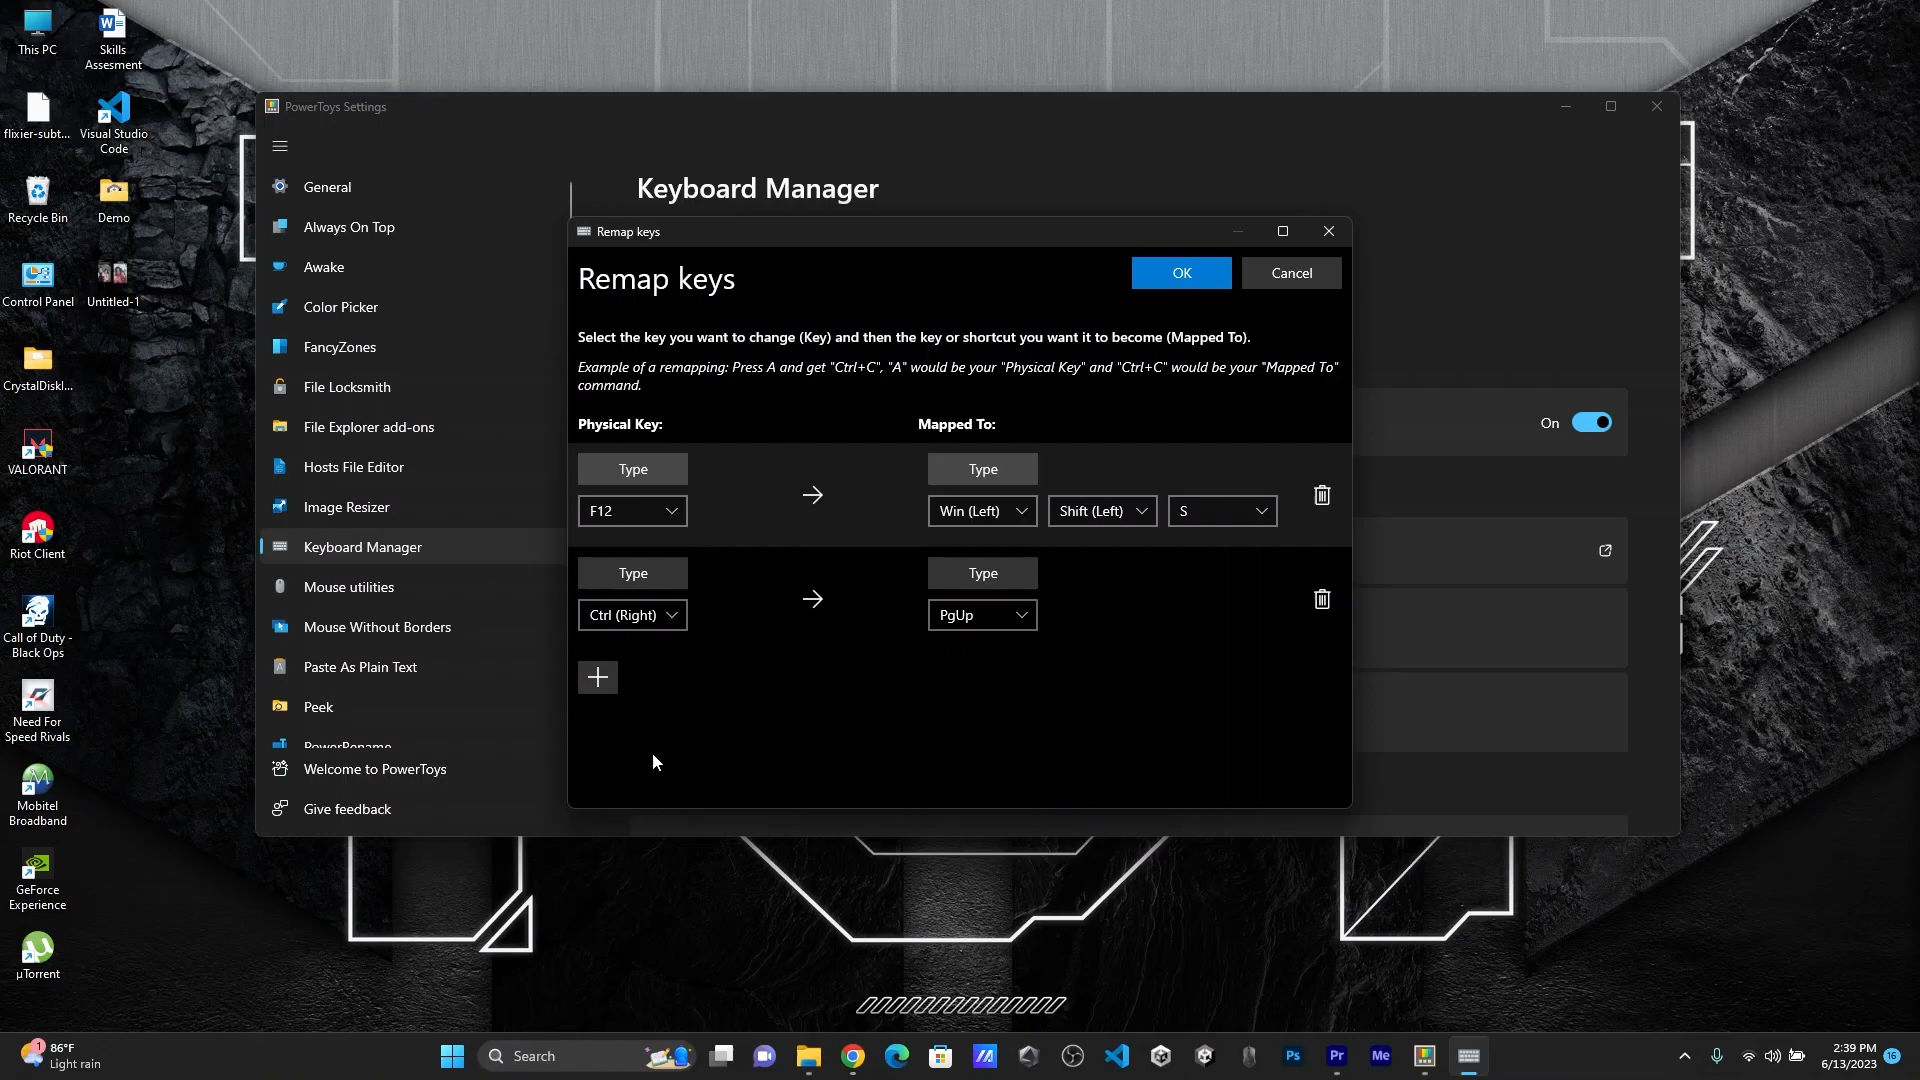 This PC
Skills
Assesment
flixier-subt...
Visual Studio
Code
Recycle Bin
Demo
Control Panel
Untitled-1
CrystalDiskI...
VALORANT
Riot Client
Call of Duty -
Black Ops
Need For
Speed Rivals
Mobitel
Broadband
GeForce
Experience
µTorrent
PowerToys Settings
General
Always On Top
Awake
Color Picker
FancyZones
File Locksmith
File Explorer add-ons
Hosts File Editor
Image Resizer
Keyboard Manager
Mouse utilities
Mouse Without Borders
Paste As Plain Text
Peek
PowerRename
Welcome to PowerToys
Give feedback
Keyboard Manager
On
Remap keys
Remap keys
OK
Cancel
Select the key you want to change (Key) and then the key or shortcut you want it to become (Mapped To).
Example of a remapping: Press A and get "Ctrl+C", "A" would be your "Physical Key" and "Ctrl+C" would be your "Mapped To"
command.
Physical Key:
Mapped To:
Type
Type
F12
Win (Left)
Shift (Left)
S
Type
Type
Ctrl (Right)
PgUp
1
86°F
Light rain
Search
Ps
Pr
Me
2:39 PM
6/13/2023
16